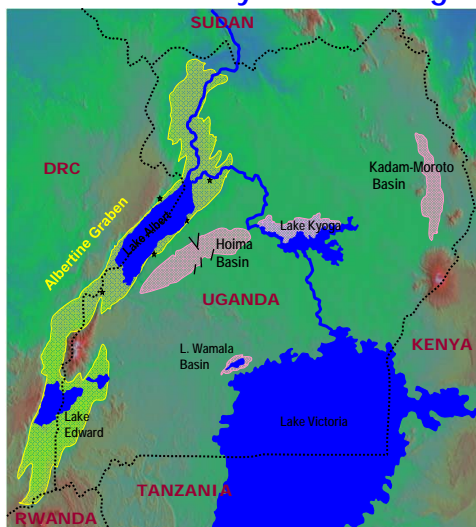 SUDAN
DRC
Kadam-Moroto
Basin
Albertine Graben
Lake Albert
Lake Kyoga
Hoima
Basin
UGANDA
KENYA
L. Wamala
Basin
Lake
Edward
Lake Victoria
TANZANIA
RWANDA